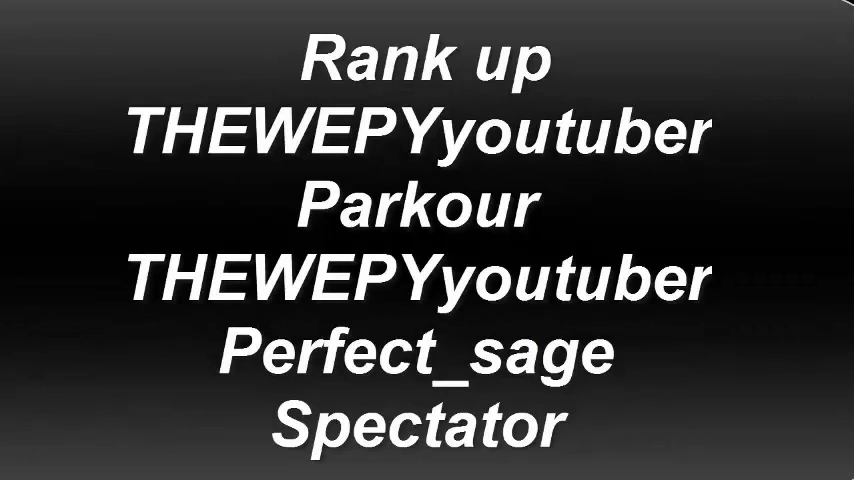 Rank up
THEWEPYyoutuber
Parkour
THEWEPYyoutuber
Perfect_sage
Spectator